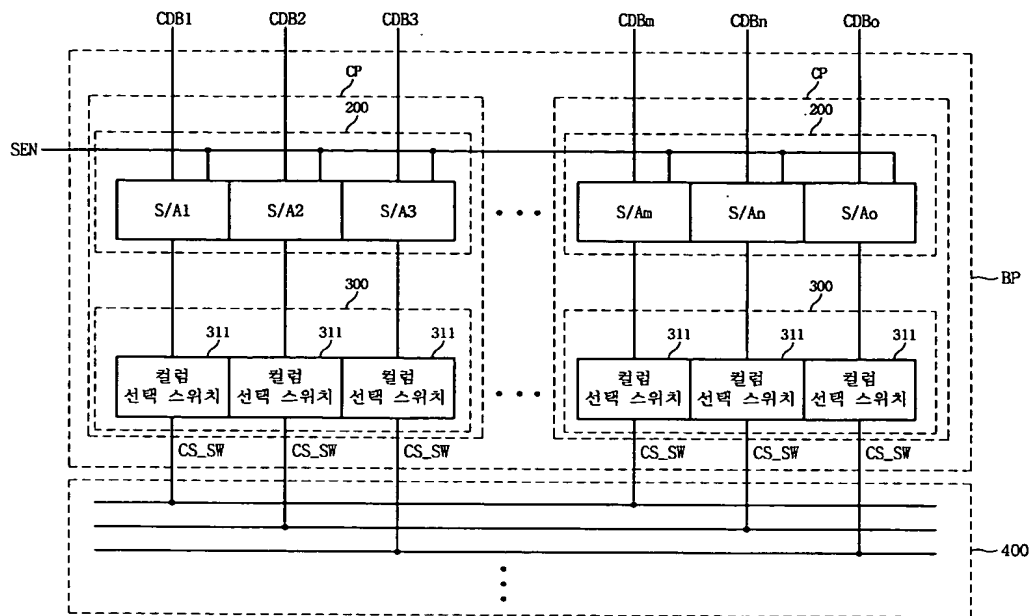 CDB1 CDB2 CDB3 CDBm CDBn CDBo
CP CP
200 200
SEN
S/A1 S/A2 S/A3 S/Am S/An S/Ao
BP
300 300
311 311 311 311 311 311
컬럼 컬럼 컬럼 컬럼 컬럼 컬럼
선택 스위치 선택 스위치 선택 스위치 선택 스위치 선택 스위치 선택 스위치
CS_SW CS_SW CS_SW CS_SW CS_SW CS_SW
400